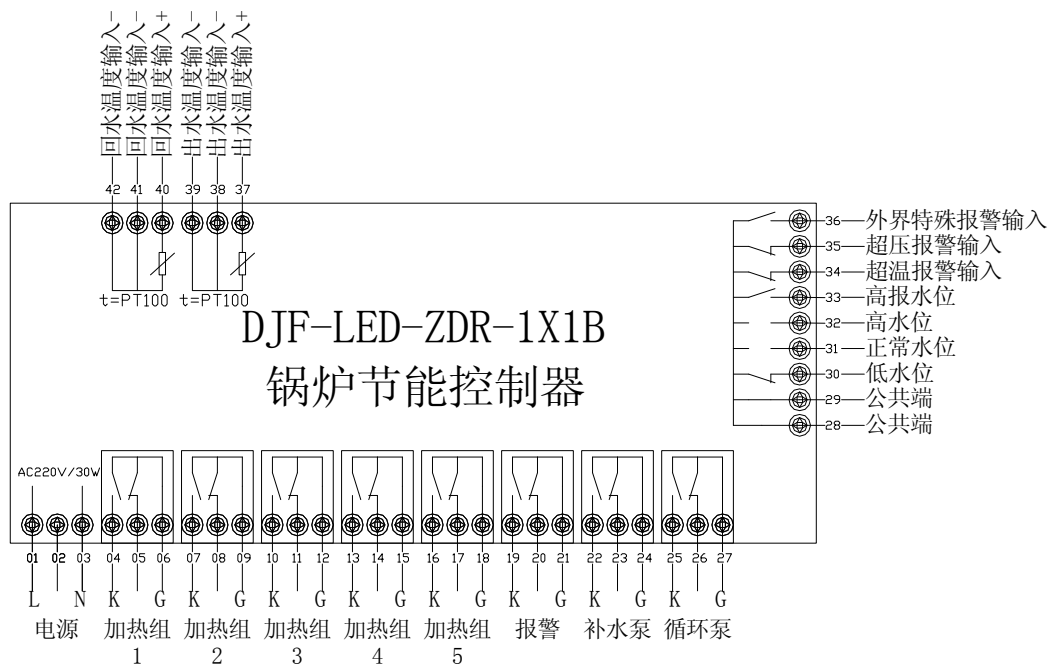 回水温度输入-
回水温度输入-
回水温度输入+
出水温度输入-
出水温度输入-
出水温度输入+
42 41 40 39 38 37
t=PT100 t=PT100
36 外界特殊报警输入
35 超压报警输入
34 超温报警输入
33 高报水位
32 高水位
31 正常水位
30 低水位
29 公共端
28 公共端
DJF-LED-ZDR-1X1B
锅炉节能控制器
AC220V/30W
01 02 03 04 05 06 07 08 09 10 11 12 13 14 15 16 17 18 19 20 21 22 23 24 25 26 27
L N K G K G K G K G K G K G K G K G
电源 加热组 加热组 加热组 加热组 加热组 报警 补水泵 循环泵
1 2 3 4 5